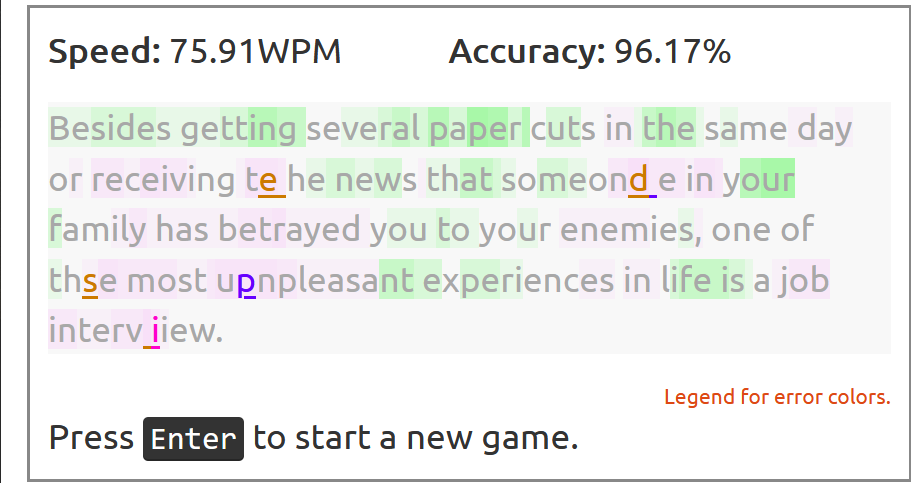 Speed: 75.91WPM Accuracy: 96.17%
Besides getting several paper cuts in the same day
or receiving te he news that someond e in your
family has betrayed you to your enemies, one of
thse most upnpleasant experiences in life is a job
interv iiew.
Legend for error colors.
Press Enter to start a new game.